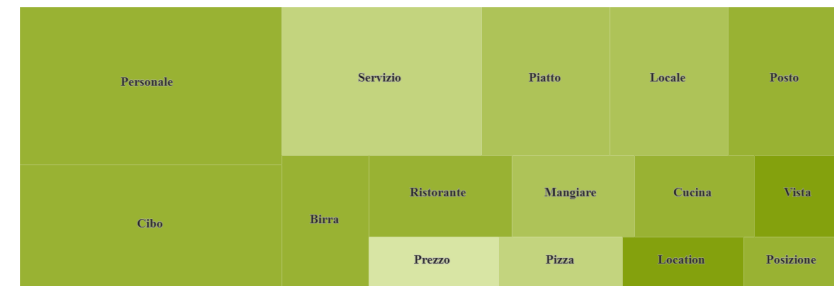 Personale
Servizio
Piatto
Locale
Posto
Cibo
Birra
Ristorante
Mangiare
Cucina
Vista
Prezzo
Pizza
Location
Posizione